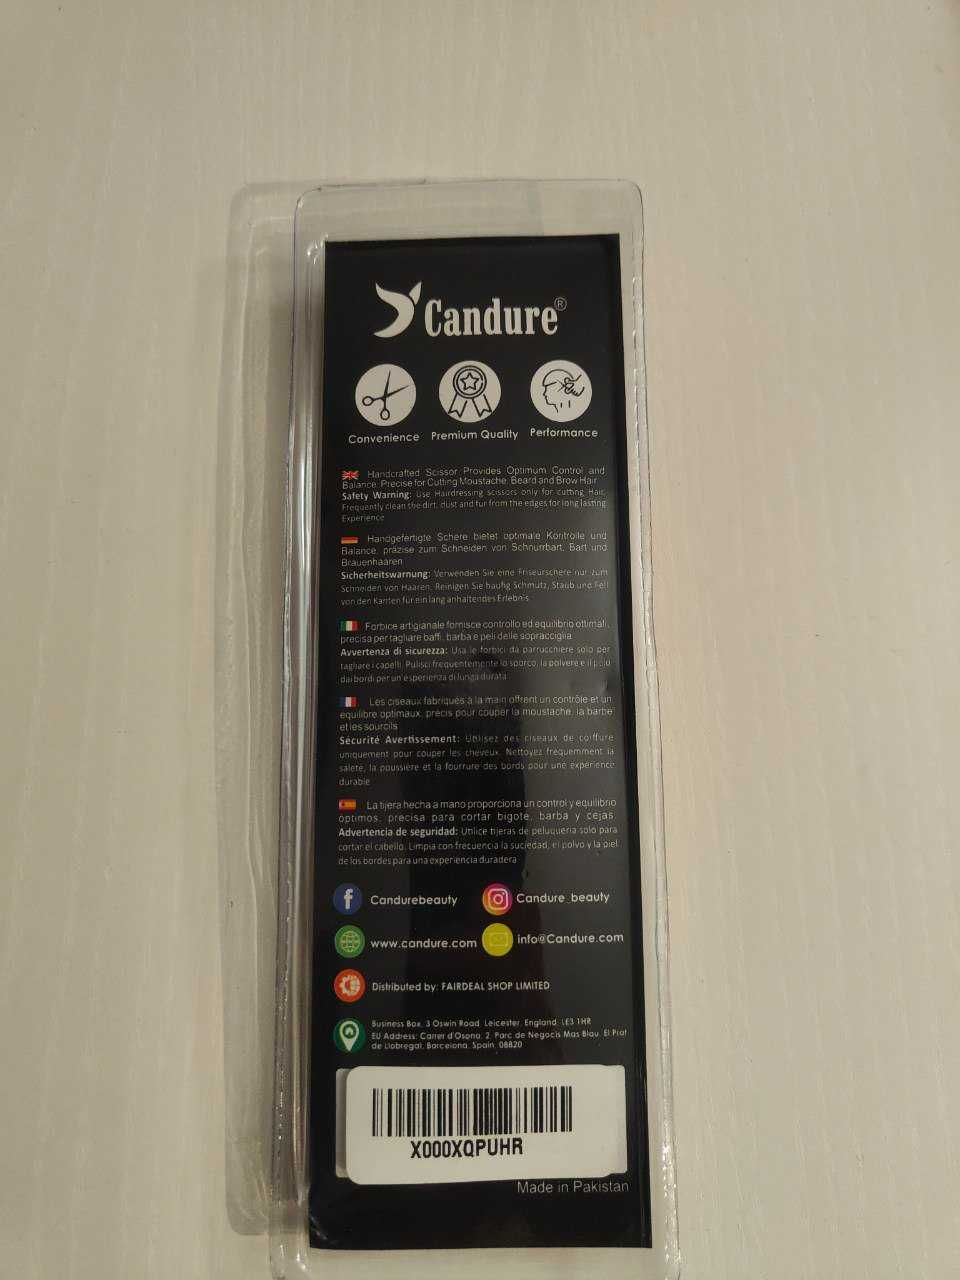 Candure®
Convenience Premium Quality Performance
Handcrafted Scissor Provides Optimum Control and
Balance, Precise for Cutting Moustache, Beard and Brow Hair
Safety Warning: Use Hairdressing scissors only for cutting Hair,
Frequently clean the dirt, dust and fur from the edges for long lasting
Experience
Handgefertigte Schere bietet optimale Kontrolle und
Balance, präzise zum Schneiden von Schnurrbart, Bart und
Brauenhaaren
Sicherheitswarnung: Verwenden Sie eine Friseurschere nur zum
Schneiden von Haaren, Reinigen Sie haufig Schmutz, Staub und Fell
von den Kanten für ein lang anhaltendes Erlebnis
Forbice artigianale fornisce controllo ed equilibrio ottimali,
precisa per tagliare baffi, barba e peli delle sopracciglia
Avvertenza di sicurezza: Usa le forbici da parrucchiere solo per
tagliare i capelli. Pulisci frequentemente lo sporco, la polvere e il pelo
dai bordi per un'esperienza di lunga durata
Les ciseaux fabriqués à la main offrent un contrôle et un
equilibre optimaux, précis pour couper la moustache, la barbe
et les sourcils
Sécurité Avertissement: Utilisez des ciseaux de coiffure
uniquement pour couper les cheveux. Nettoyez frequemment la
salete, la poussière et la fourrure des bords pour une expérience
durable
La tijera hecha a mano proporciona un control y equilibrio
óptimos, precisa para cortar bigote, barba y cejas
Advertencia de seguridad: Utilice tijeras de peluquería solo para
cortar el cabello. Limpia con frecuencia la suciedad, el polvo y la piel
de los bordes para una experiencia duradera
Candurebeauty Candure_beauty
www.candure.com info@Candure.com
Distributed by: FAIRDEAL SHOP LIMITED
Business Box, 3 Oswin Road, Leicester, England, LE3 1HR
EU Address: Carrer d'Osona, 2, Parc de Negocis Mas Blau, El Prat
de Llobregat, Barcelona, Spain, 08820
X000XQPUHR
Made in Pakistan